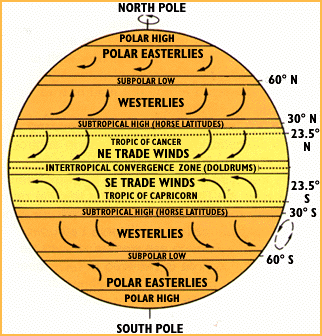 NORTH POLE
POLAR HIGH
POLAR EASTERLIES
SUBPOLAR LOW
60° N
WESTERLIES
SUBTROPICAL HIGH (HORSE LATITUDES)
30° N
23.5°
N
TROPIC OF CANCER
NE TRADE WINDS
INTERTROPICAL CONVERGENCE ZONE (DOLDRUMS)
SE TRADE WINDS
23.5°
S
TROPIC OF CAPRICORN
SUBTROPICAL HIGH (HORSE LATITUDES)
30° S
WESTERLIES
SUBPOLAR LOW
60° S
POLAR EASTERLIES
POLAR HIGH
SOUTH POLE